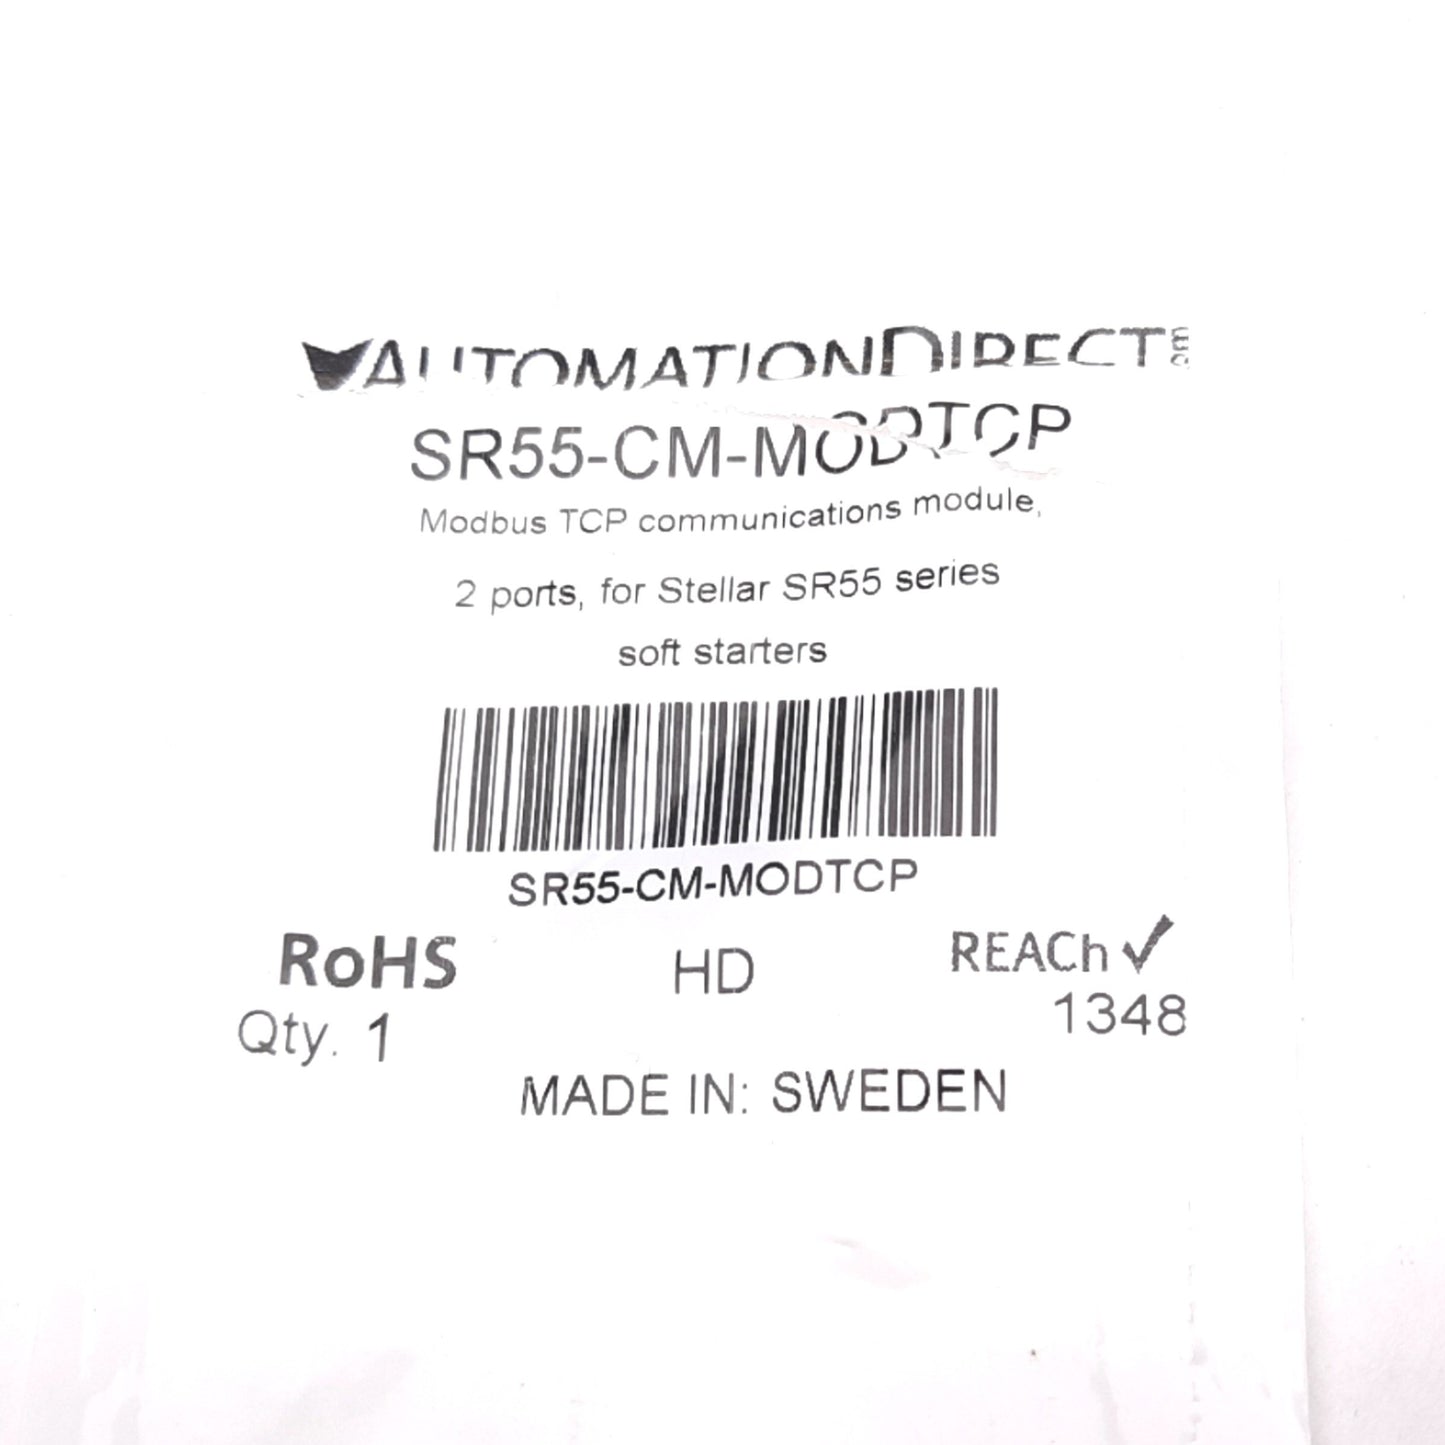 AUTOMATIONDIRECT.com
SR55-CM-MODTCP
Modbus TCP communications module,
2 ports, for Stellar SR55 series
soft starters
SR55-CM-MODTCP
RoHS HD REACh✓
Qty. 1 1348
MADE IN: SWEDEN